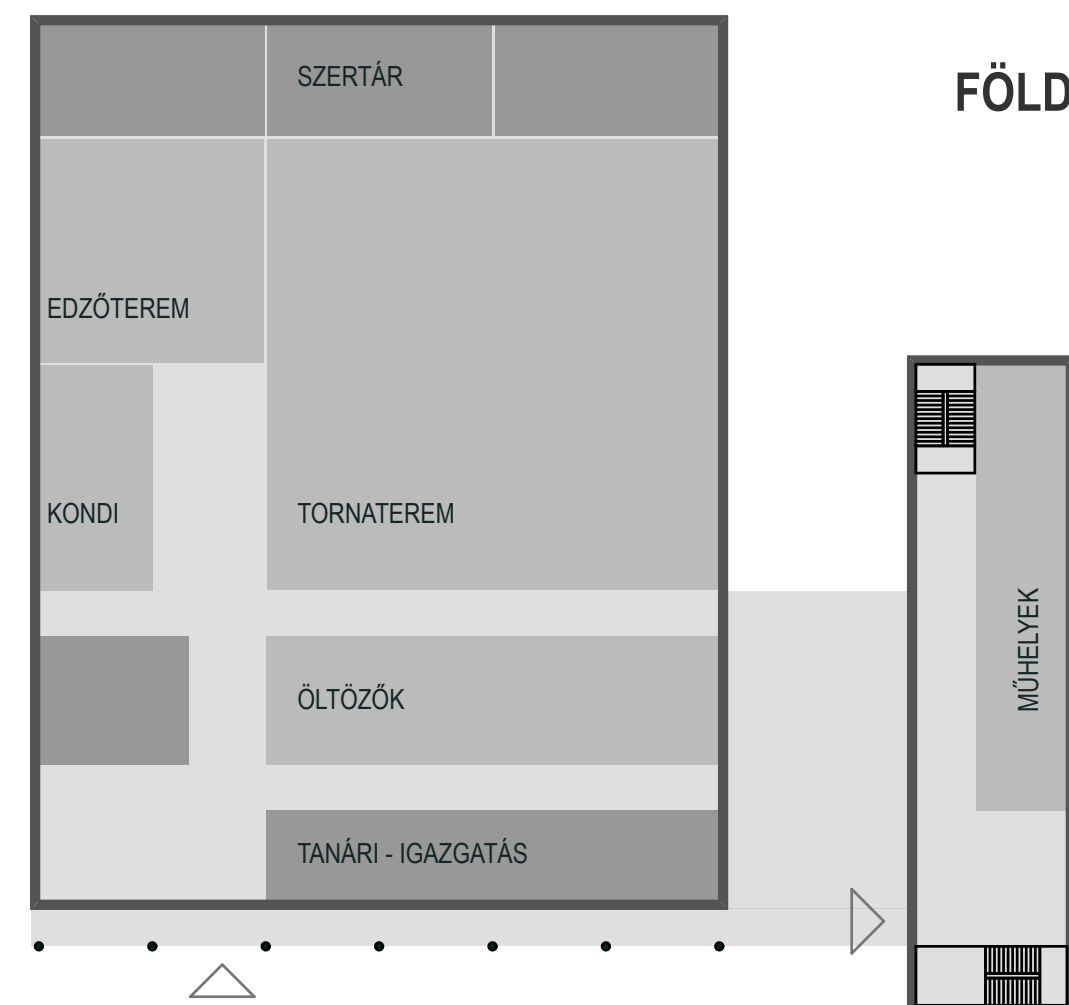 SZERTÁR
FÖLD
EDZŐTEREM
KONDI
TORNATEREM
MŰHELYEK
ÖLTÖZŐK
TANÁRI - IGAZGATÁS